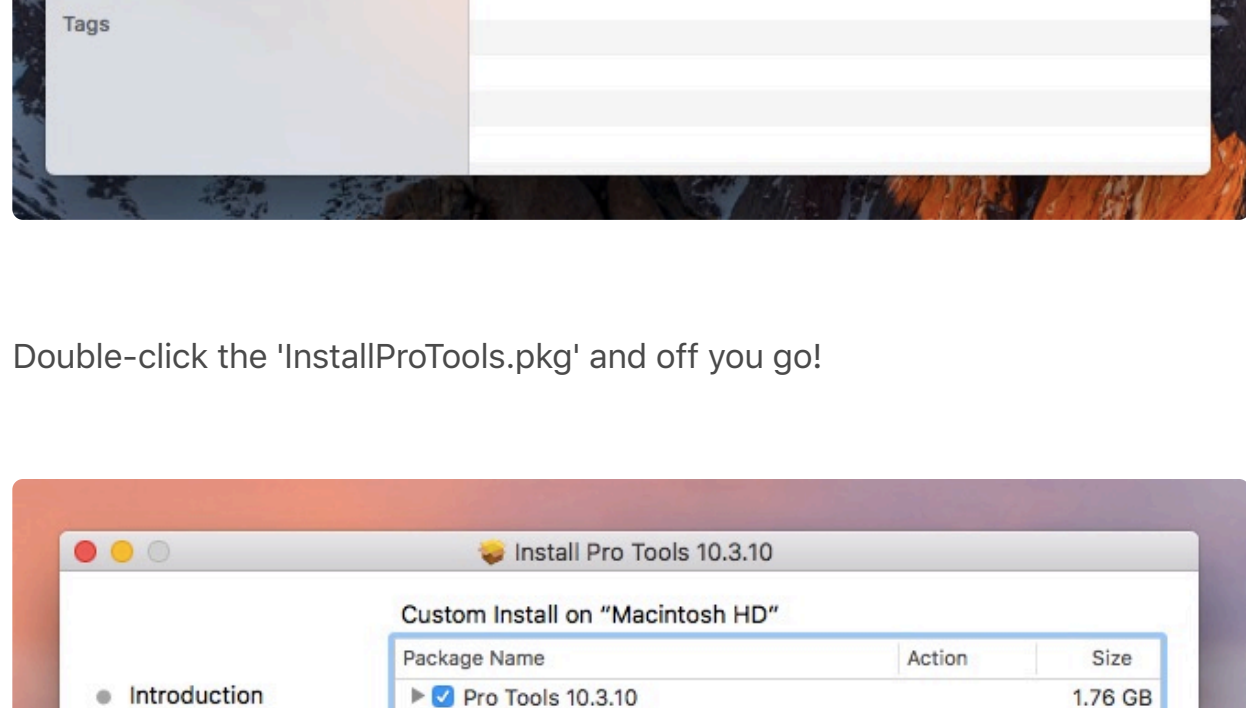 Tags
Double-click the 'InstallProTools.pkg' and off you go!
Install Pro Tools 10.3.10
Custom Install on “Macintosh HD”
Package Name Action Size
Introduction
Pro Tools 10.3.10 1.76 GB